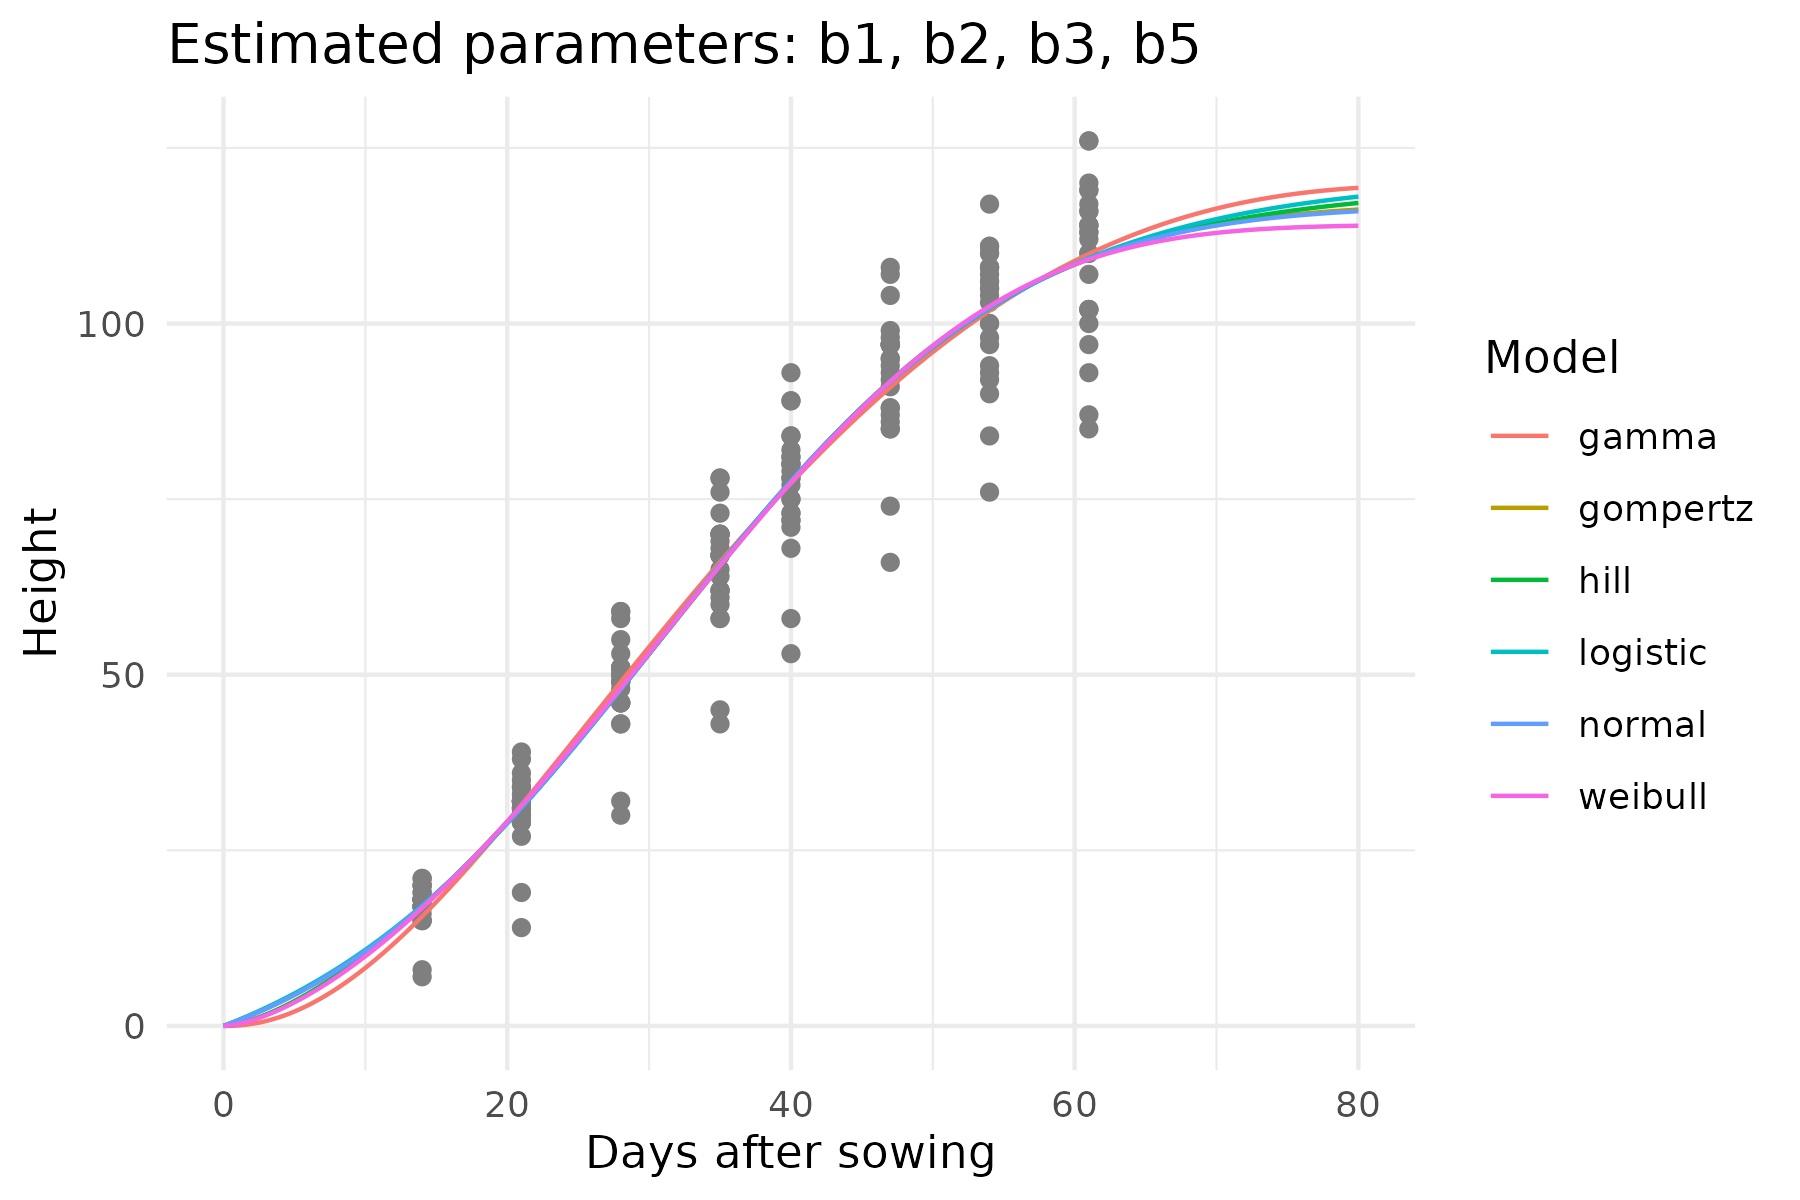 Estimated parameters: b1, b2, b3, b5
Height
100
50
0
0 20 40 60 80
Days after sowing
Model
gamma
gompertz
hill
logistic
normal
weibull